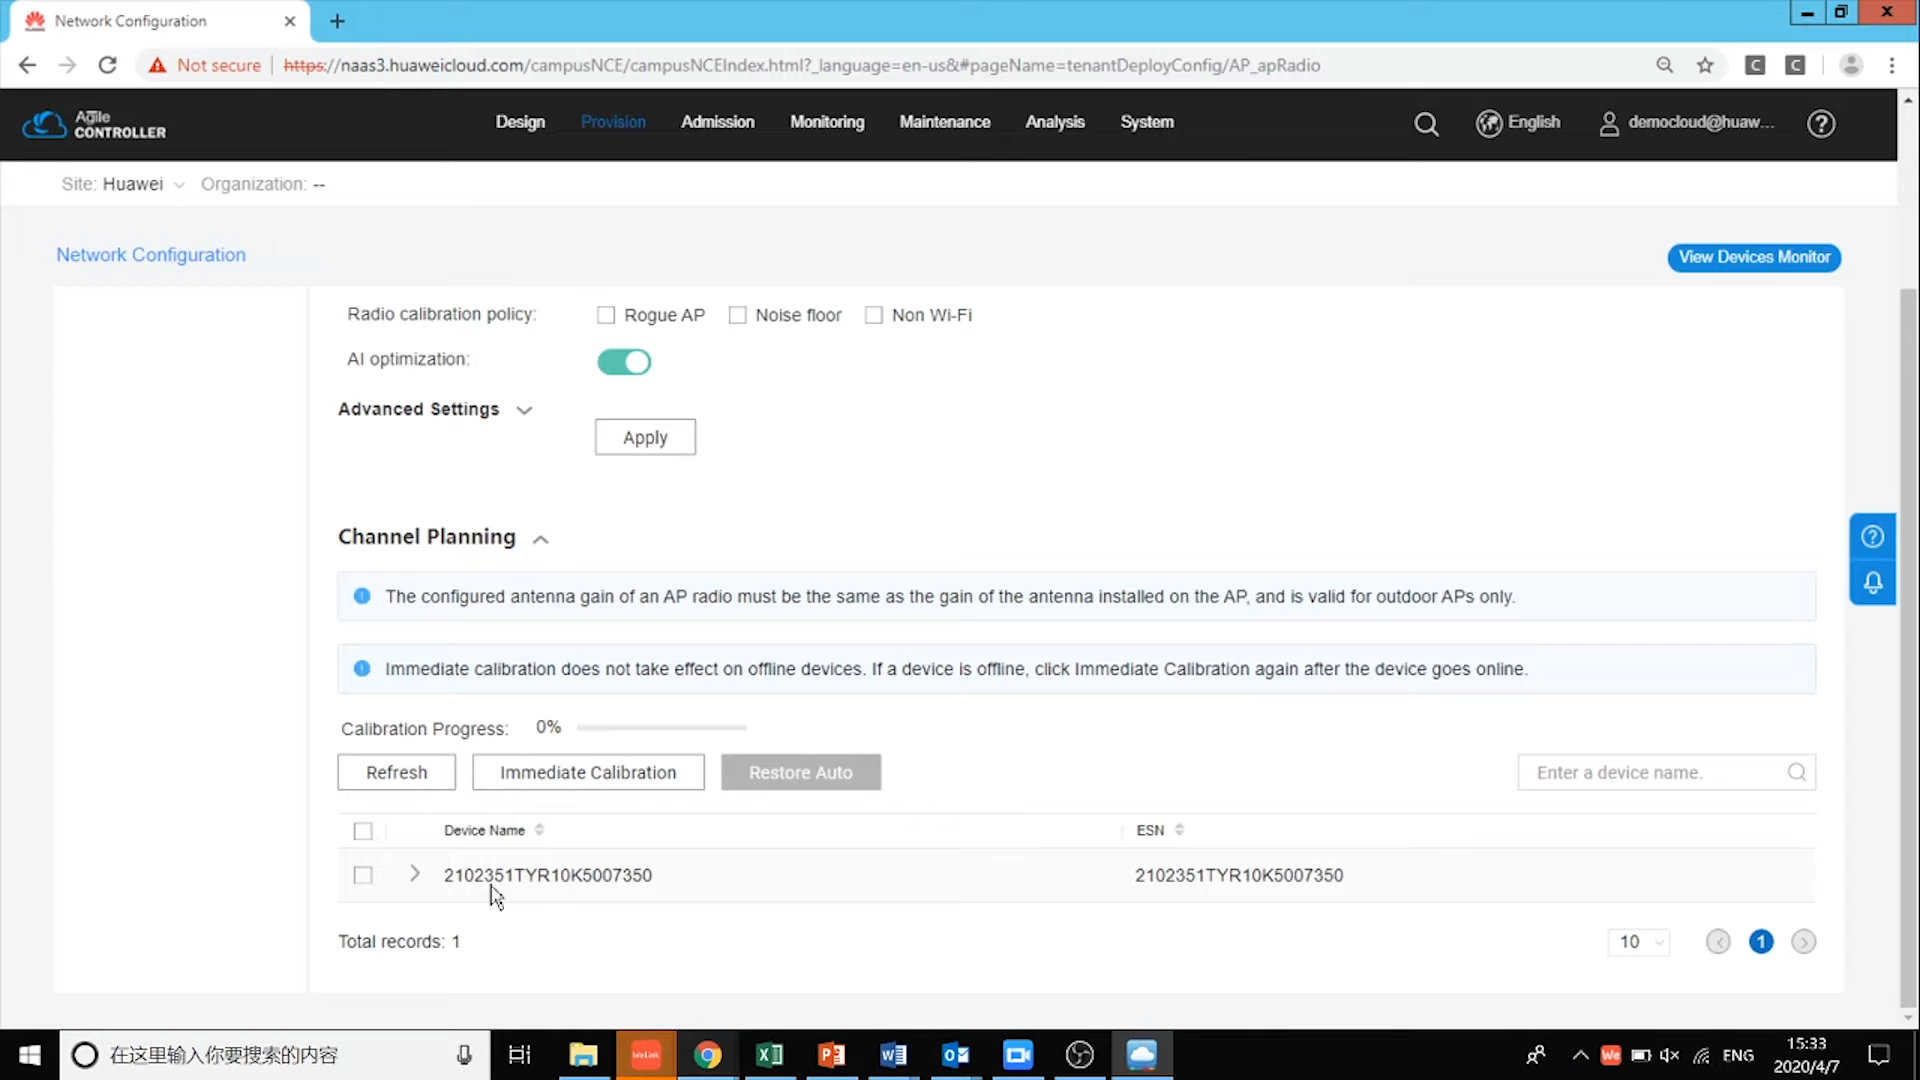 Network Configuration
Not secure https://naas3.huaweicloud.com/campusNCE/campusNCEIndex.html?_language=en-us&#pageName=tenantDeployConfig/AP_apRadio
Agile CONTROLLER
Design Provision Admission Monitoring Maintenance Analysis System English democloud@huaw...
Site: Huawei Organization: --
Network Configuration View Devices Monitor
Radio calibration policy: Rogue AP Noise floor Non Wi-Fi
AI optimization:
Advanced Settings
Apply
Channel Planning
The configured antenna gain of an AP radio must be the same as the gain of the antenna installed on the AP, and is valid for outdoor APs only.
Immediate calibration does not take effect on offline devices. If a device is offline, click Immediate Calibration again after the device goes online.
Calibration Progress: 0%
Refresh Immediate Calibration Restore Auto Enter a device name.
Device Name ESN
2102351TYR10K5007350 2102351TYR10K5007350
Total records: 1 10 1
在这里输入你要搜索的内容 WeLink ENG 15:33
2020/4/7